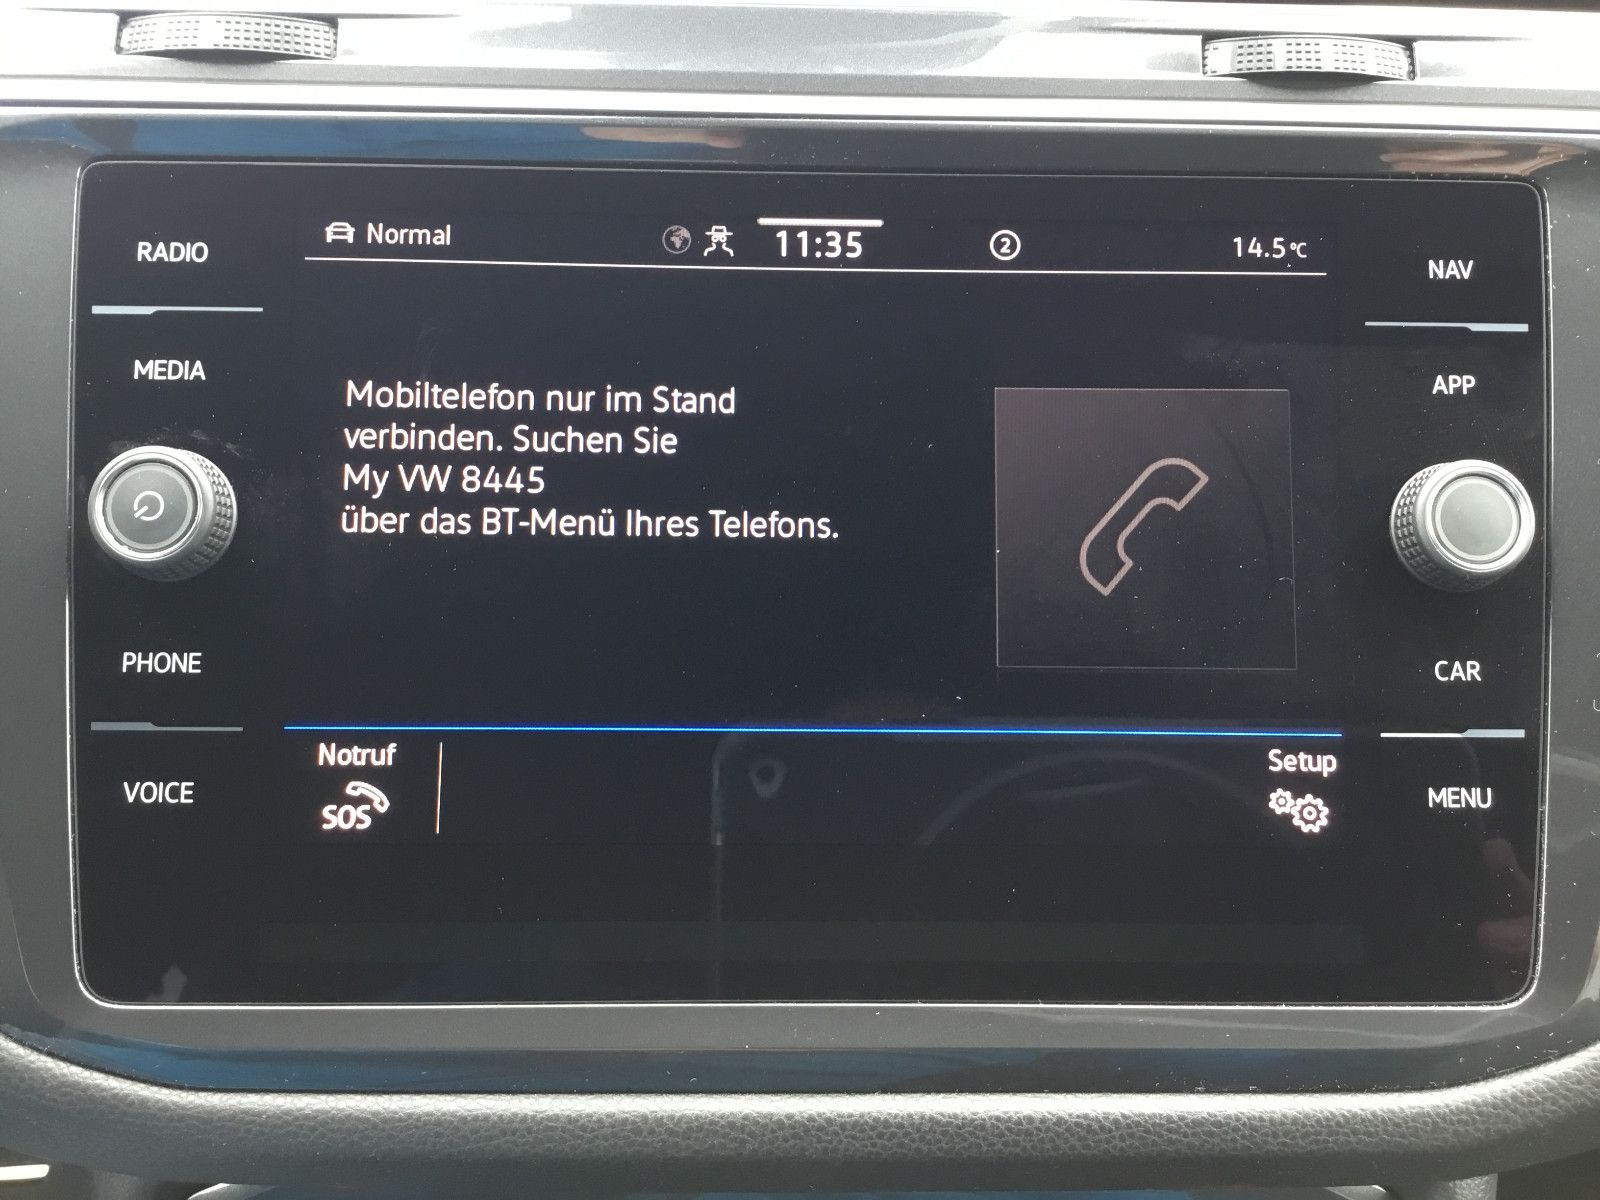 RADIO
MEDIA
PHONE
VOICE
Normal
11:35
2
14.5°C
Mobiltelefon nur im Stand
verbinden. Suchen Sie
My VW 8445
über das BT-Menü Ihres Telefons.
Notruf
SOS
Setup
NAV
APP
CAR
MENU